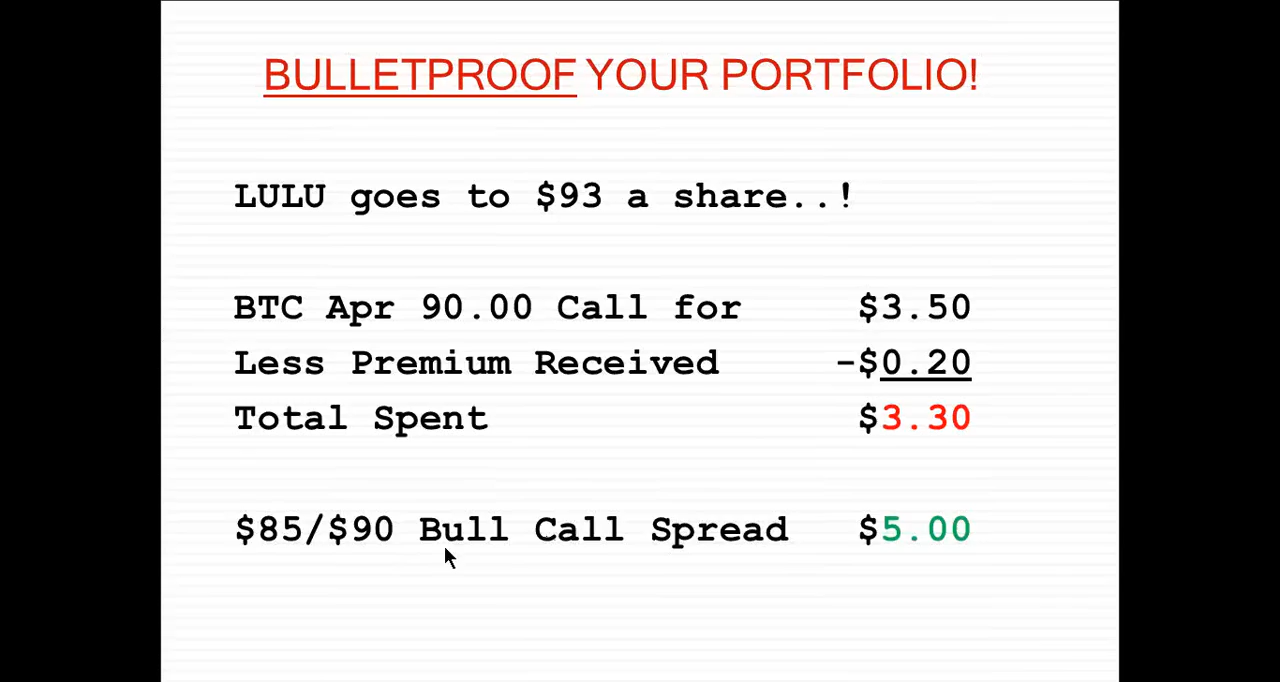 BULLETPROOF YOUR PORTFOLIO!
LULU goes to $93 a share..!
BTC Apr 90.00 Call for $3.50
Less Premium Received -$0.20
Total Spent $3.30
$85/$90 Bull Call Spread $5.00